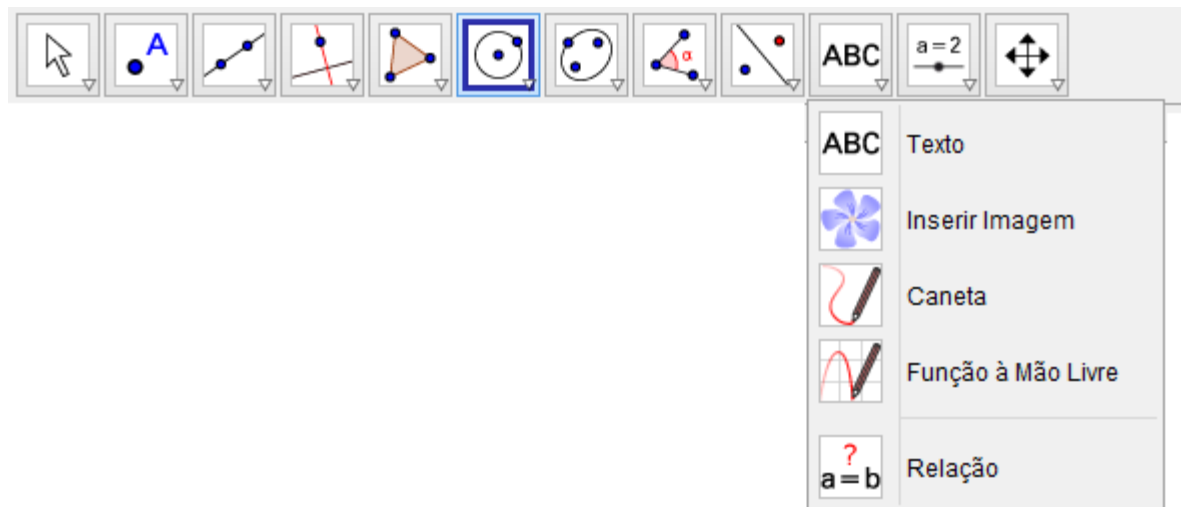 A
α
ABC
a=2
ABC Texto
Inserir Imagem
Caneta
Função à Mão Livre
?
a=b Relação